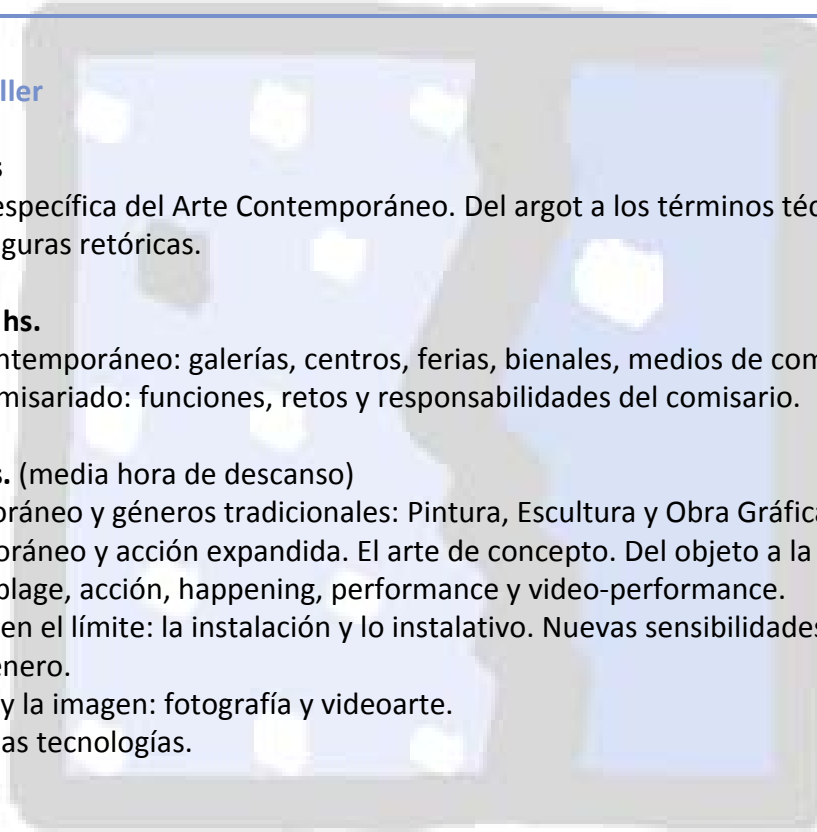 ller
s
específica del Arte Contemporáneo. Del argot a los términos téc
guras retóricas.
hs.
ntemporáneo: galerías, centros, ferias, bienales, medios de com
misariado: funciones, retos y responsabilidades del comisario.
s. (media hora de descanso)
oráneo y géneros tradicionales: Pintura, Escultura y Obra Gráfica
oráneo y acción expandida. El arte de concepto. Del objeto a la
blage, acción, happening, performance y video-performance.
en el límite: la instalación y lo instalativo. Nuevas sensibilidades
énero.
y la imagen: fotografía y videoarte.
as tecnologías.